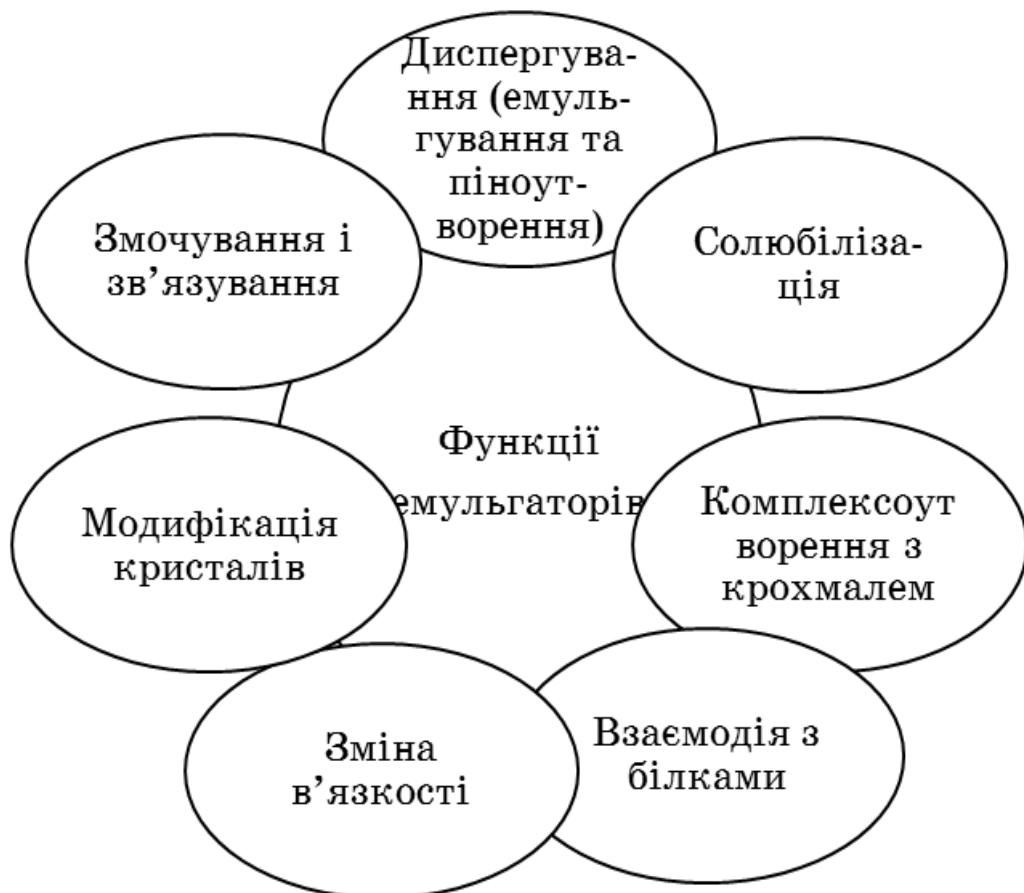 Диспергува-
ння (емуль-
гування та
піноут-
ворення)
Змочування і
зв’язування
Солюбіліза-
ція
Функції
емульгаторів
Модифікація
кристалів
Комплексоут
ворення з
крохмалем
Зміна
в’язкості
Взаємодія з
білками